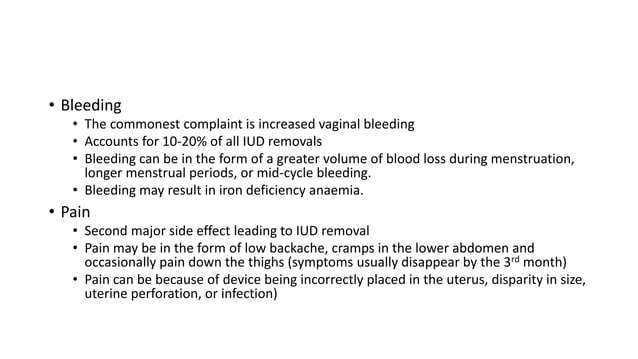 • Bleeding
• The commonest complaint is increased vaginal bleeding
• Accounts for 10-20% of all IUD removals
• Bleeding can be in the form of a greater volume of blood loss during menstruation,
longer menstrual periods, or mid-cycle bleeding.
• Bleeding may result in iron deficiency anaemia.
• Pain
• Second major side effect leading to IUD removal
• Pain may be in the form of low backache, cramps in the lower abdomen and
occasionally pain down the thighs (symptoms usually disappear by the 3rd month)
• Pain can be because of device being incorrectly placed in the uterus, disparity in size,
uterine perforation, or infection)